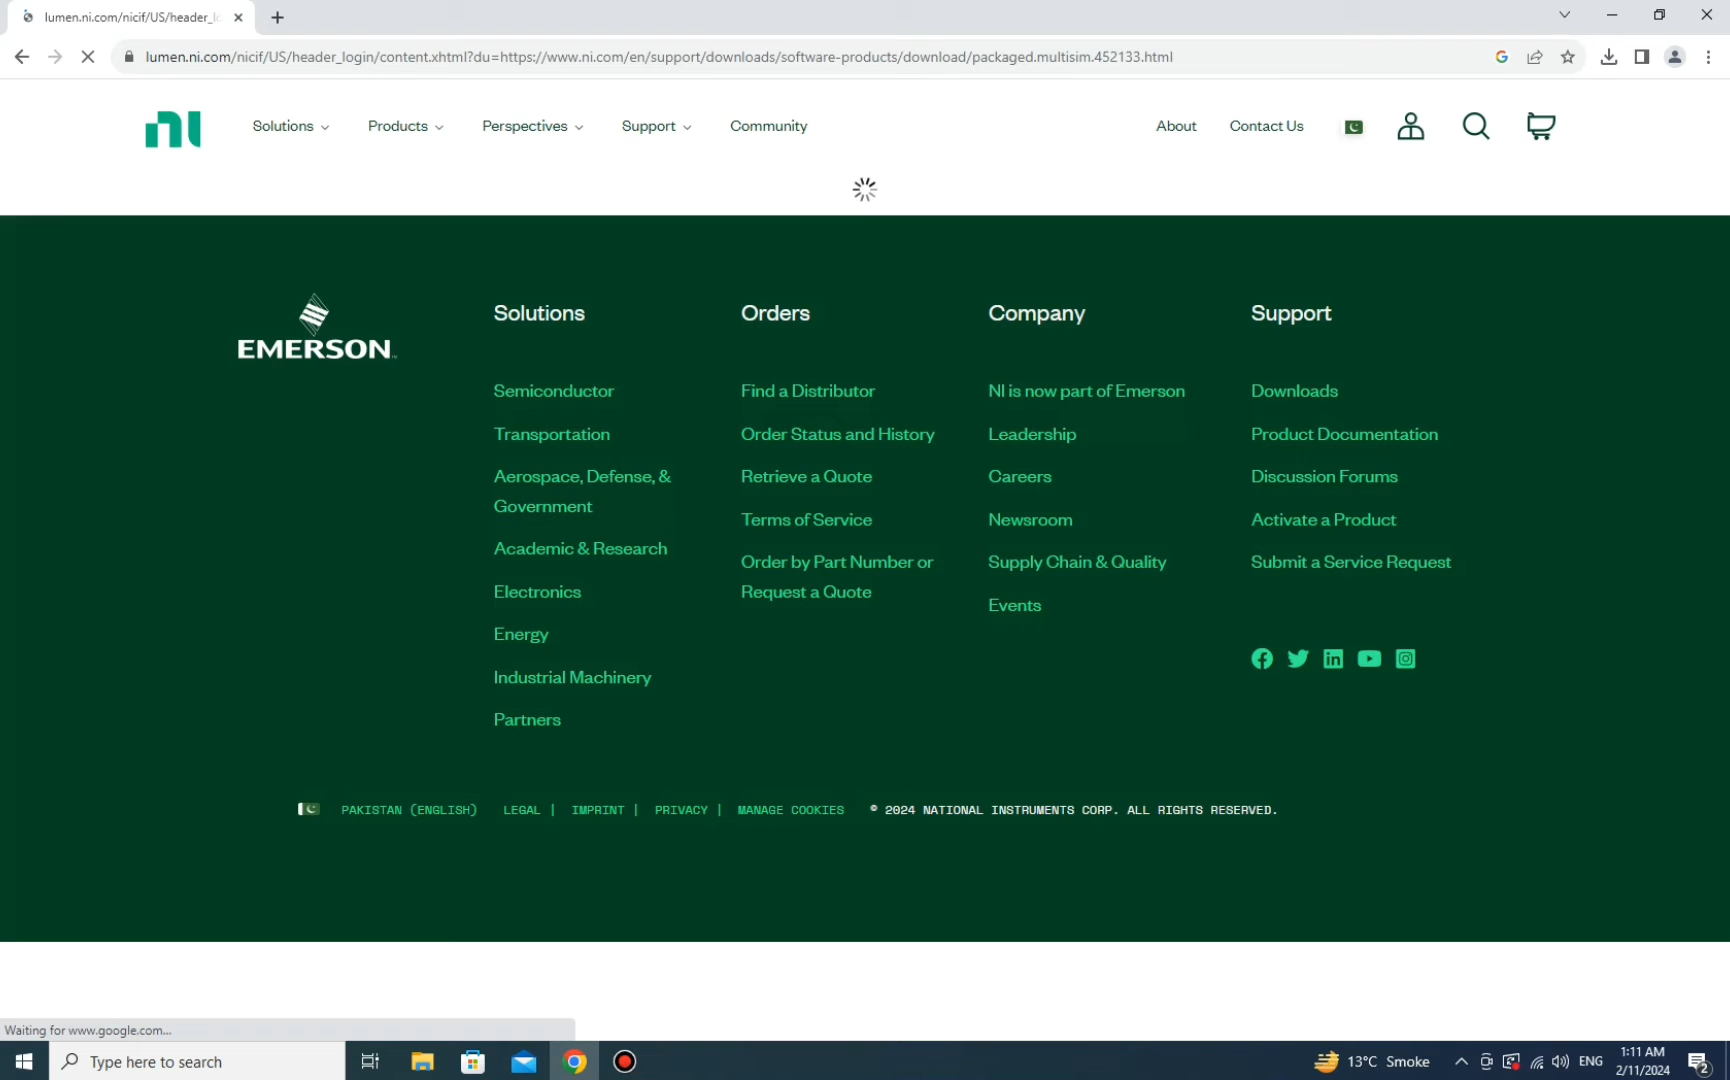 lumen.ni.com/nicif/US/header_l
lumen.ni.com/nicif/US/header_login/content.xhtml?du=https://www.ni.com/en/support/downloads/software-products/download/packaged.multisim.452133.html
ni Solutions Products Perspectives Support Community About Contact Us
EMERSON
Solutions
Semiconductor
Transportation
Aerospace, Defense, &
Government
Academic & Research
Electronics
Energy
Industrial Machinery
Partners
Orders
Find a Distributor
Order Status and History
Retrieve a Quote
Terms of Service
Order by Part Number or
Request a Quote
Company
NI is now part of Emerson
Leadership
Careers
Newsroom
Supply Chain & Quality
Events
Support
Downloads
Product Documentation
Discussion Forums
Activate a Product
Submit a Service Request
PAKISTAN (ENGLISH) LEGAL | IMPRINT | PRIVACY | MANAGE COOKIES © 2024 NATIONAL INSTRUMENTS CORP. ALL RIGHTS RESERVED.
Waiting for www.google.com...
Type here to search
13°C Smoke
ENG
1:11 AM
2/11/2024
2